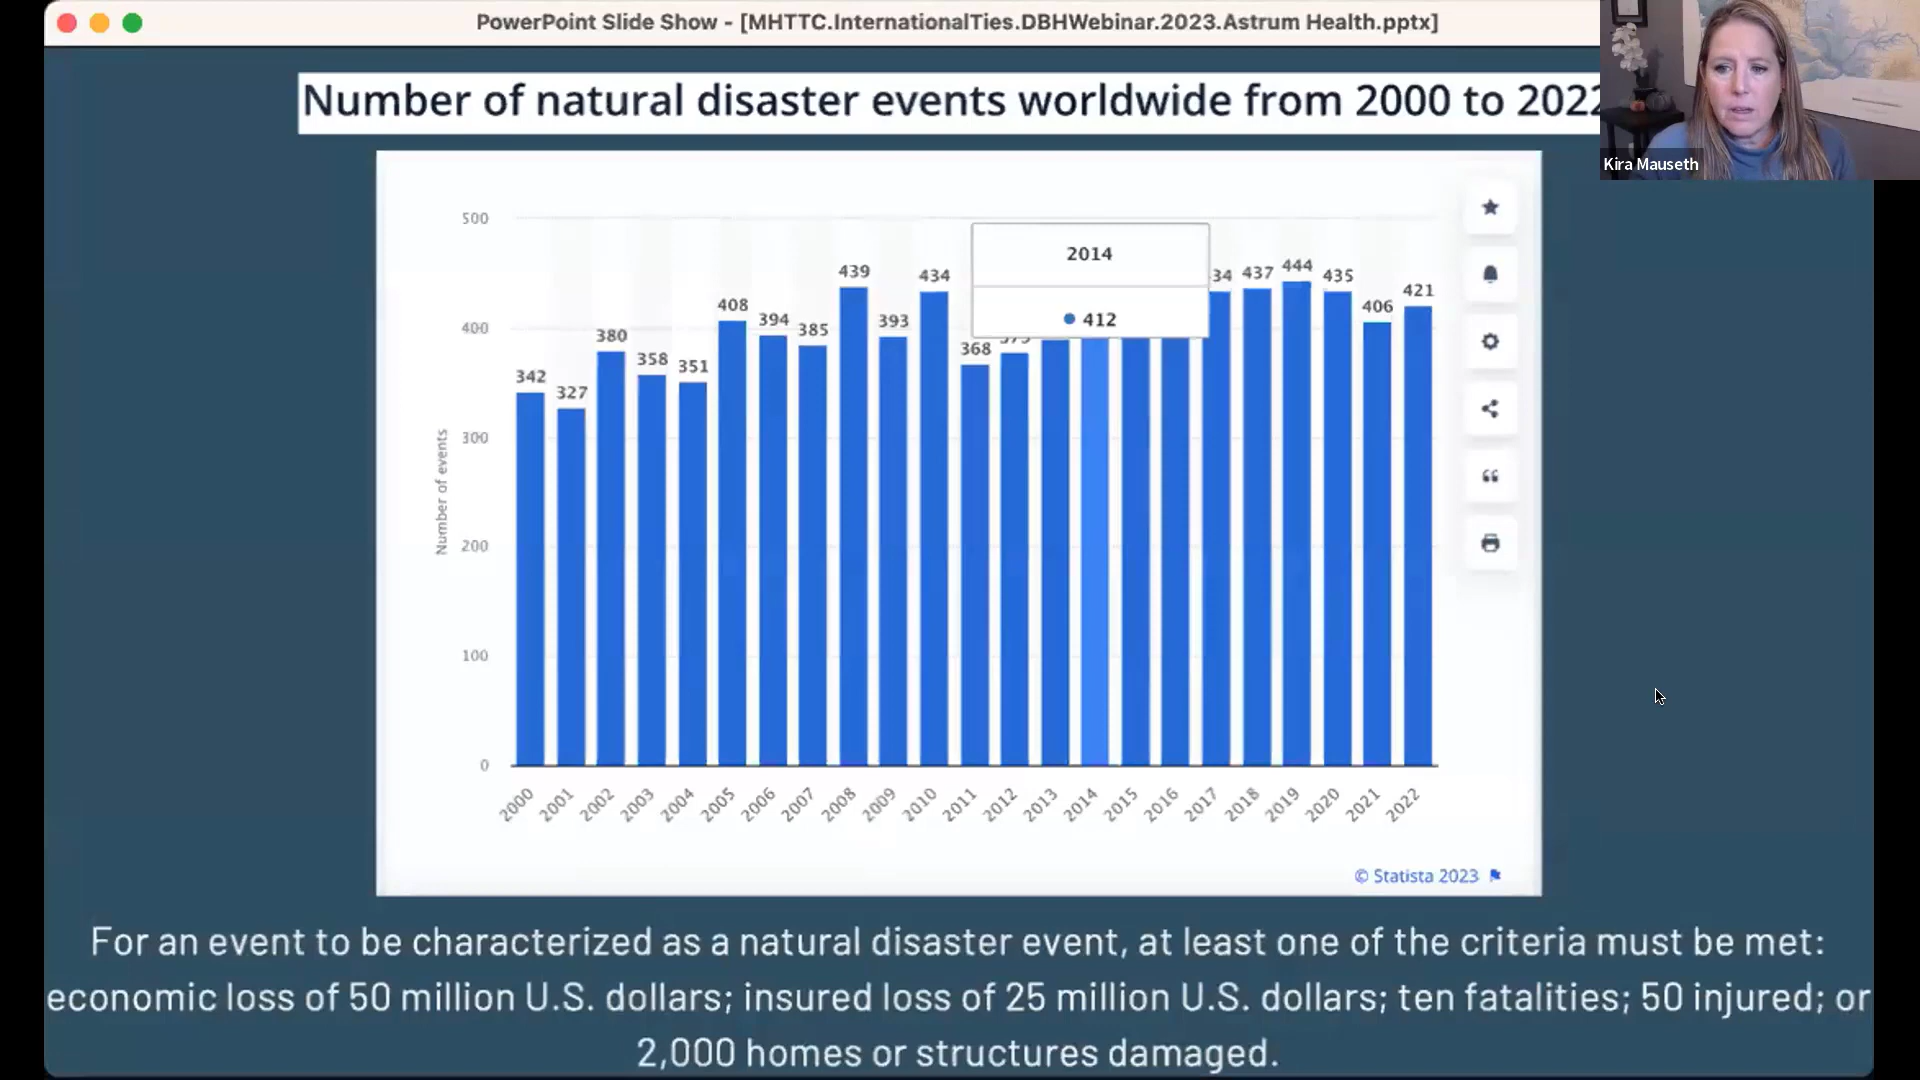 PowerPoint Slide Show - [MHTTC.InternationalTies.DBHWebinar.2023.Astrum Health.pptx]
Number of natural disaster events worldwide from 2000 to 2022
Kira Mauseth
500
2014
444
439
434
34
437
435
421
408
394
385
393
412
406
400
380
358
351
368
342
327
300
Number of events
200
100
0
2000 2001 2002 2003 2004 2005 2006 2007 2008 2009 2010 2011 2012 2013 2014 2015 2016 2017 2018 2019 2020 2021 2022
© Statista 2023
For an event to be characterized as a natural disaster event, at least one of the criteria must be met:
economic loss of 50 million U.S. dollars; insured loss of 25 million U.S. dollars; ten fatalities; 50 injured; or
2,000 homes or structures damaged.